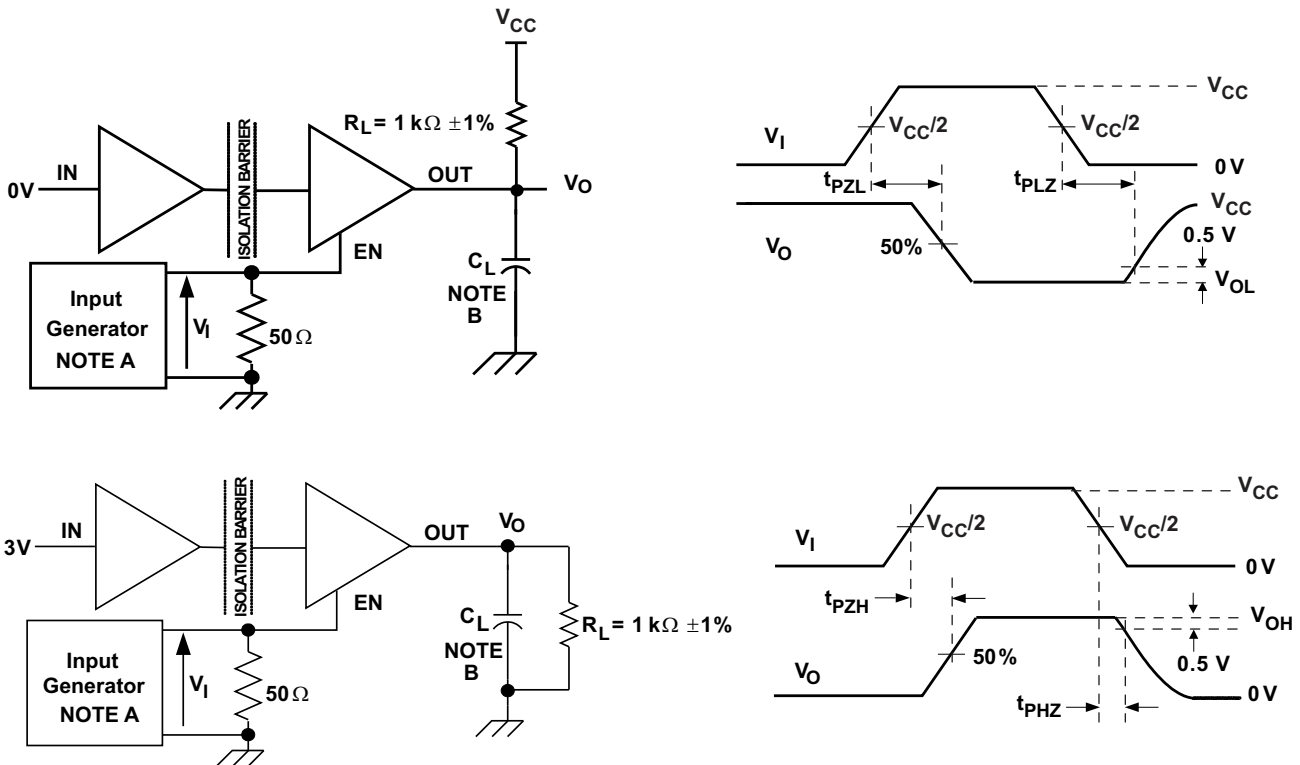 VCC
RL = 1 kΩ ±1%
IN
0V
ISOLATION BARRIER
OUT
VO
EN
CL
NOTE
B
Input
Generator
NOTE A
VI
50 Ω
VCC
VI
VCC/2
VCC/2
0 V
tPZL
tPLZ
VCC
VO
50%
0.5 V
VOL
IN
3V
ISOLATION BARRIER
OUT
VO
EN
CL
NOTE
B
RL = 1 kΩ ±1%
Input
Generator
NOTE A
VI
50 Ω
VCC
VI
VCC/2
VCC/2
0 V
tPZH
VOH
VO
50%
0.5 V
tPHZ
0 V